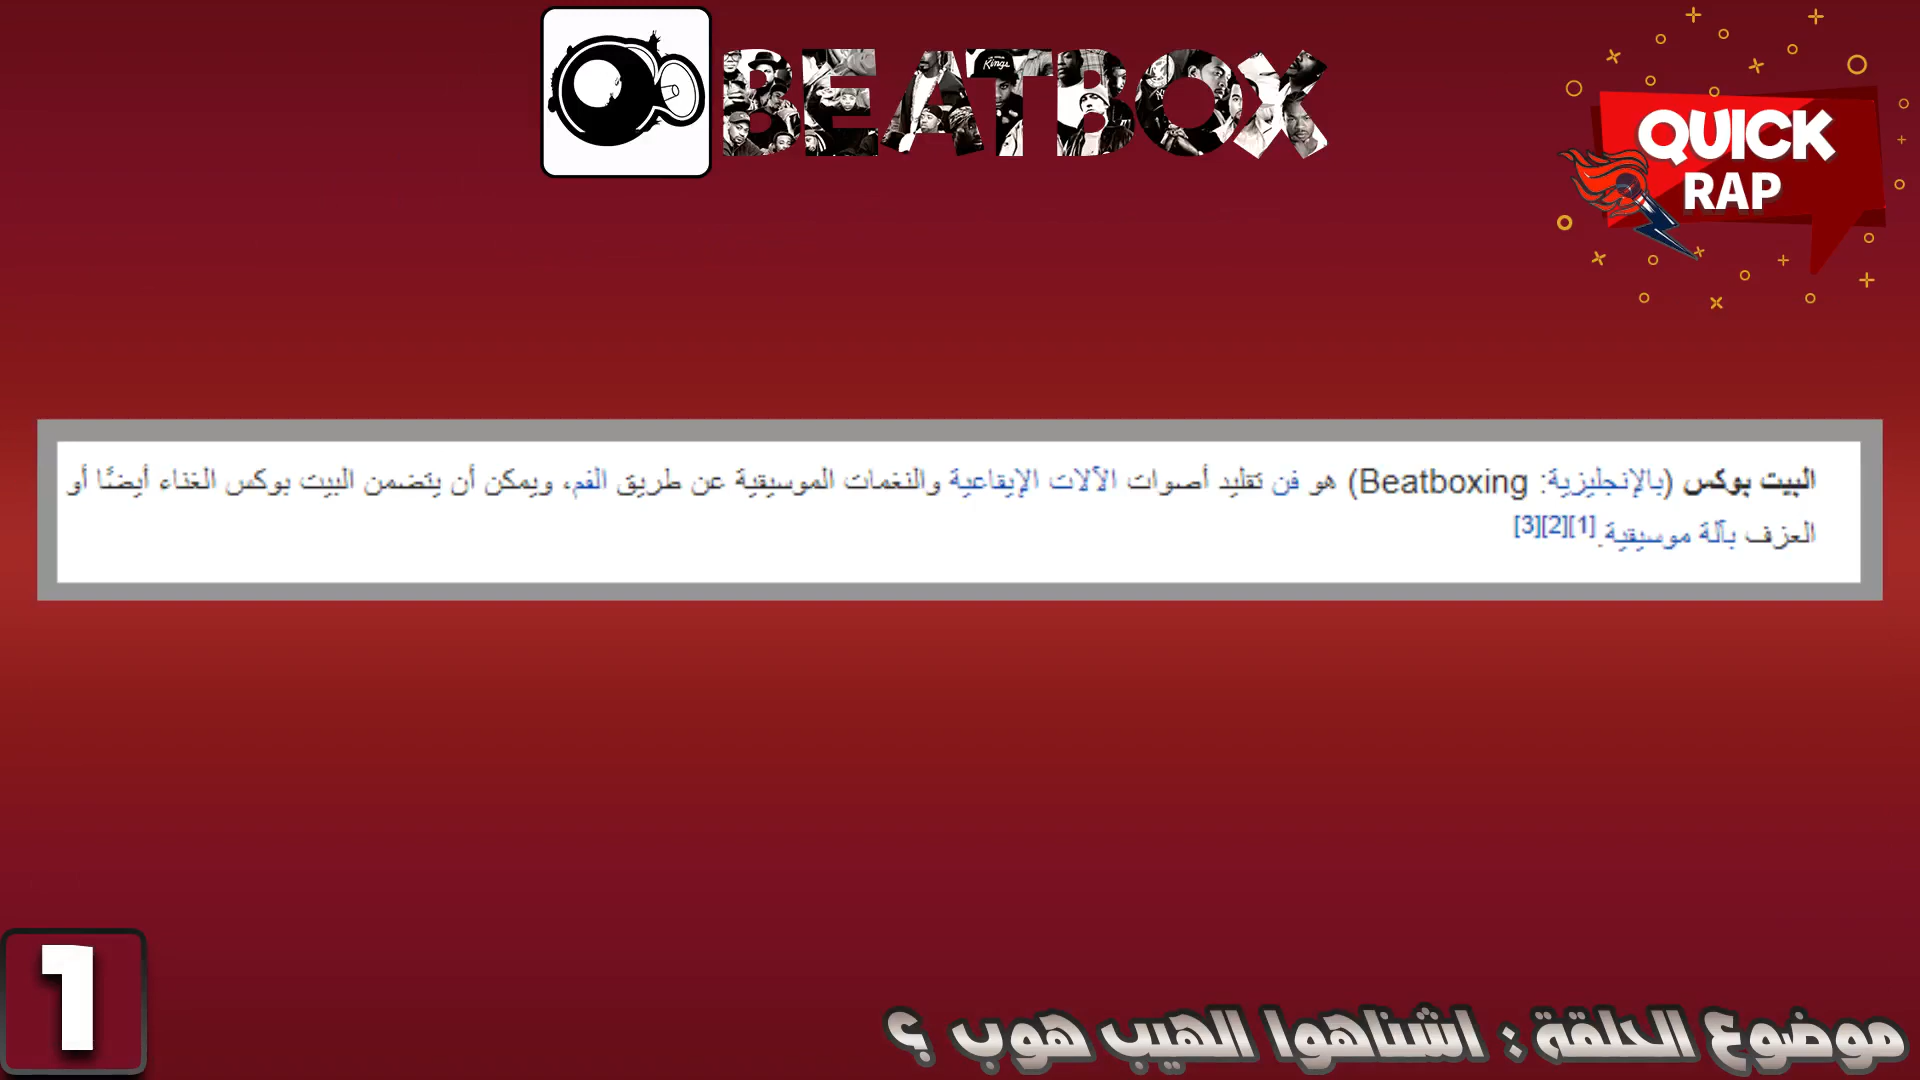 BEATBOX
QUICK
RAP
البيت بوكس (بالإنجليزية: Beatboxing) هو فن تقليد أصوات الآلات الإيقاعية والنغمات الموسيقية عن طريق الفم، ويمكن أن يتضمن البيت بوكس الغناء أيضًا أو
العزف بآلة موسيقية.[1][2][3]
1
موضوع الحلقة : اشناهوا الهيب هوب ؟